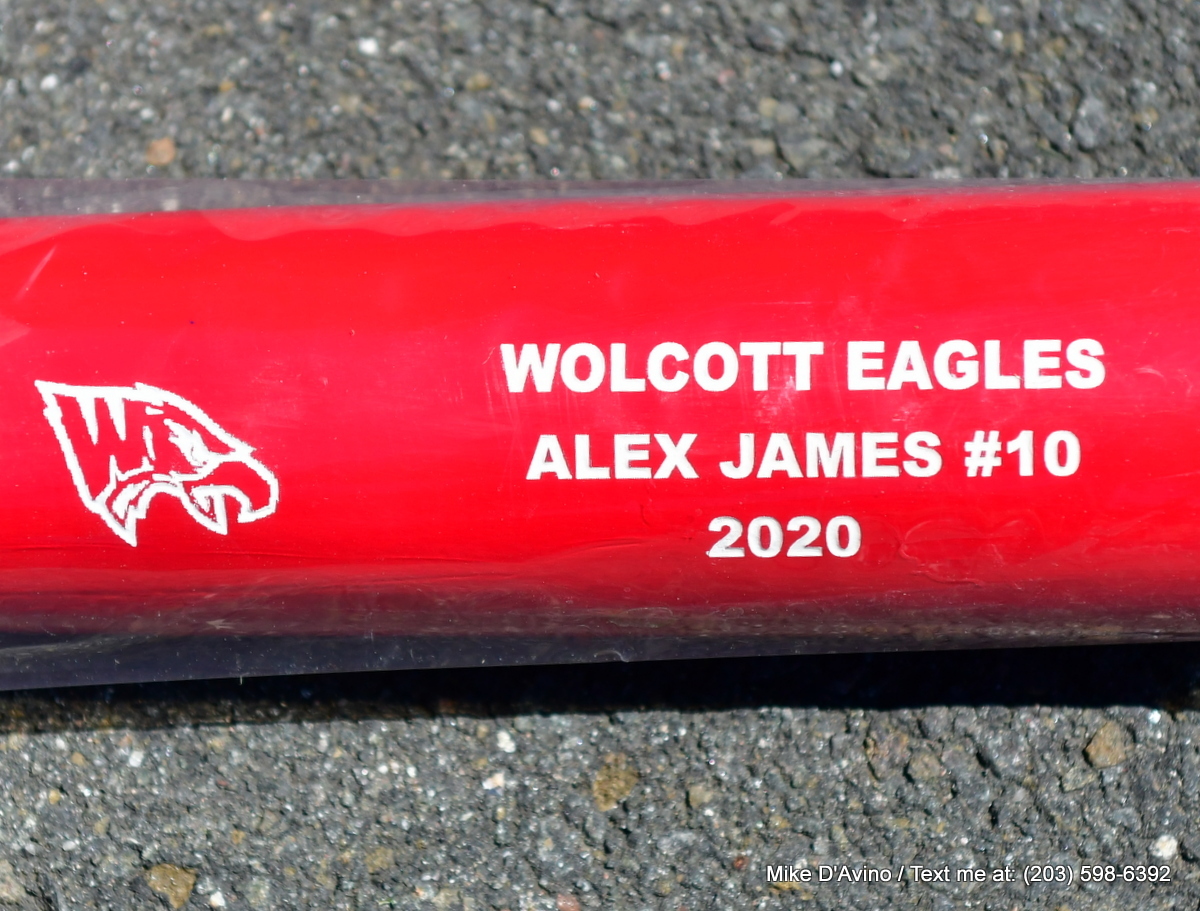 WOLCOTT EAGLES
ALEX JAMES #10
2020
Mike D'Avino / Text me at: (203) 598-6392